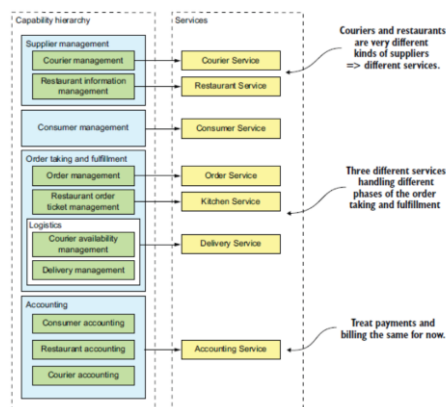 Capability hierarchy
Services
Supplier management
Courier management
Courier Service
Restaurant information
management
Restaurant Service
Couriers and restaurants
are very different
kinds of suppliers
=> different services.
Consumer management
Consumer Service
Order taking and fulfillment
Order management
Order Service
Restaurant order
ticket management
Kitchen Service
Logistics
Courier availability
management
Delivery management
Delivery Service
Three different services
handling different
phases of the order
taking and fulfillment
Accounting
Consumer accounting
Restaurant accounting
Courier accounting
Accounting Service
Treat payments and
billing the same for now.